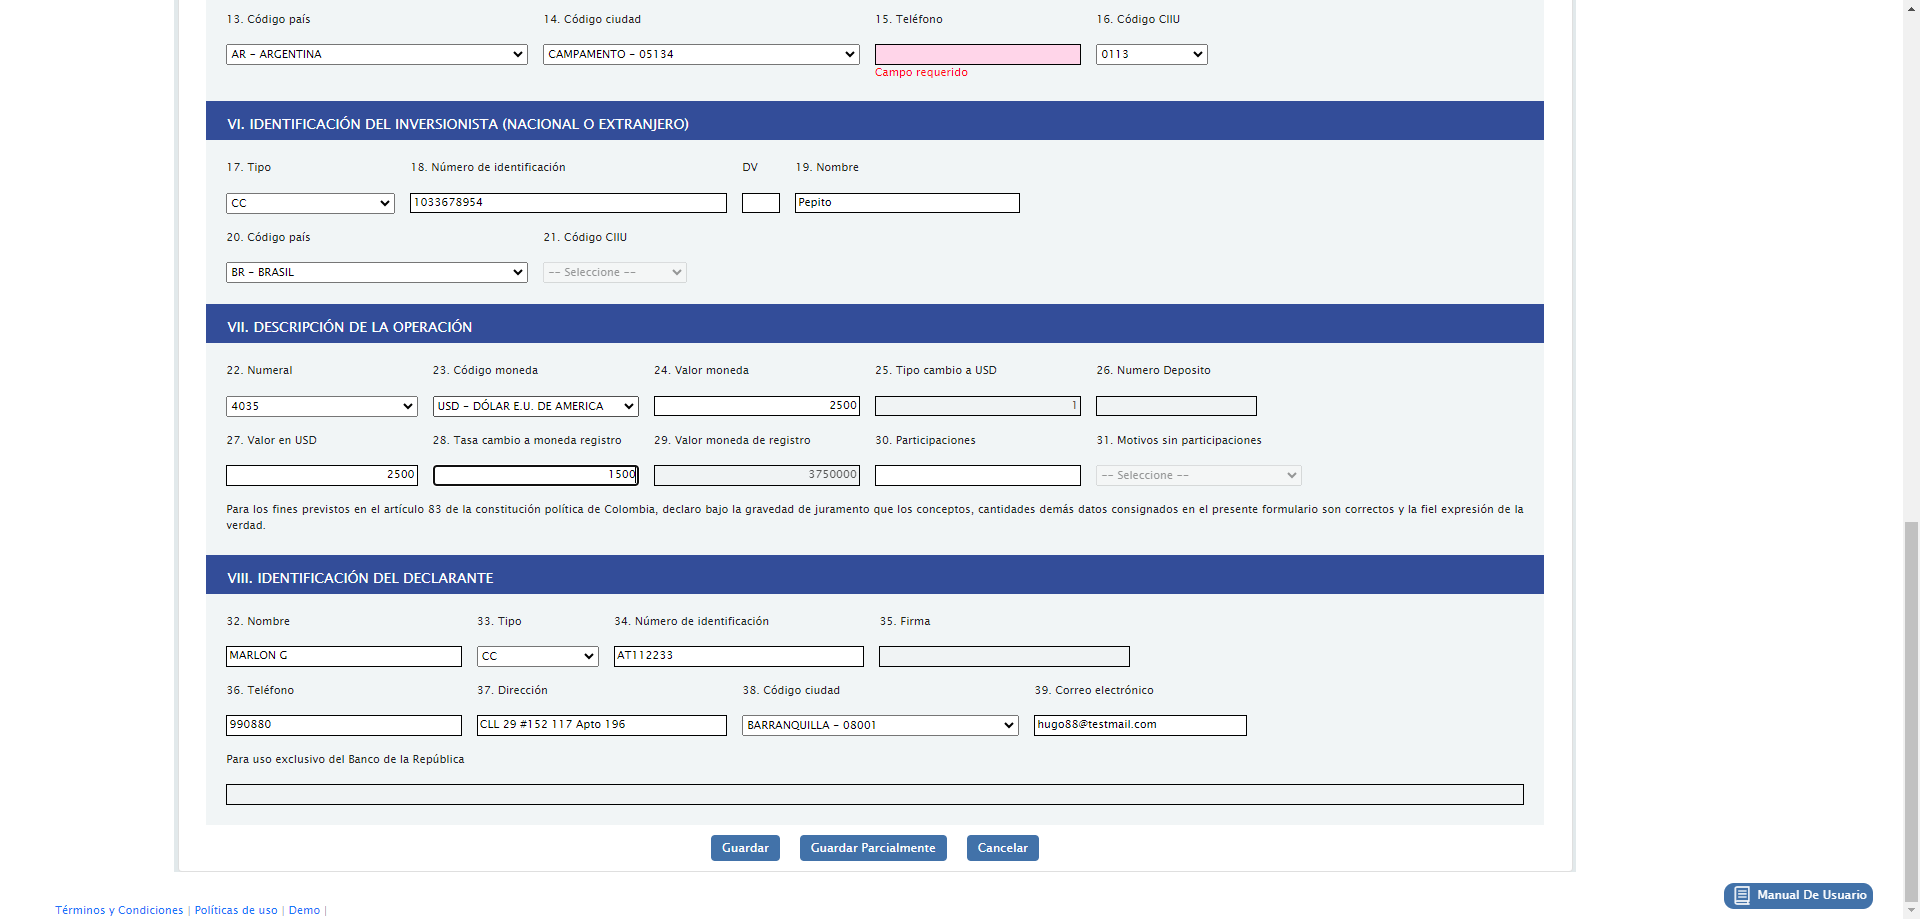 13. Código país 14. Código ciudad 15. Teléfono 16. Código CIIU
AR - ARGENTINA CAMPAMENTO - 05134 0113
Campo requerido
VI. IDENTIFICACIÓN DEL INVERSIONISTA (NACIONAL O EXTRANJERO)
17. Tipo 18. Número de identificación DV 19. Nombre
CC 1033678954 Pepito
20. Código país 21. Código CIIU
BR - BRASIL -- Seleccione --
VII. DESCRIPCIÓN DE LA OPERACIÓN
22. Numeral 23. Código moneda 24. Valor moneda 25. Tipo cambio a USD 26. Numero Deposito
4035 USD - DÓLAR E.U. DE AMERICA 2500 1
27. Valor en USD 28. Tasa cambio a moneda registro 29. Valor moneda de registro 30. Participaciones 31. Motivos sin participaciones
2500 1500 3750000 -- Seleccione --
Para los fines previstos en el artículo 83 de la constitución política de Colombia, declaro bajo la gravedad de juramento que los conceptos, cantidades demás datos consignados en el presente formulario son correctos y la fiel expresión de la
verdad.
VIII. IDENTIFICACIÓN DEL DECLARANTE
32. Nombre 33. Tipo 34. Número de identificación 35. Firma
MARLON G CC AT112233
36. Teléfono 37. Dirección 38. Código ciudad 39. Correo electrónico
990880 CLL 29 #152 117 Apto 196 BARRANQUILLA - 08001 hugo88@testmail.com
Para uso exclusivo del Banco de la República
Guardar Guardar Parcialmente Cancelar
Manual De Usuario
Términos y Condiciones | Políticas de uso | Demo |